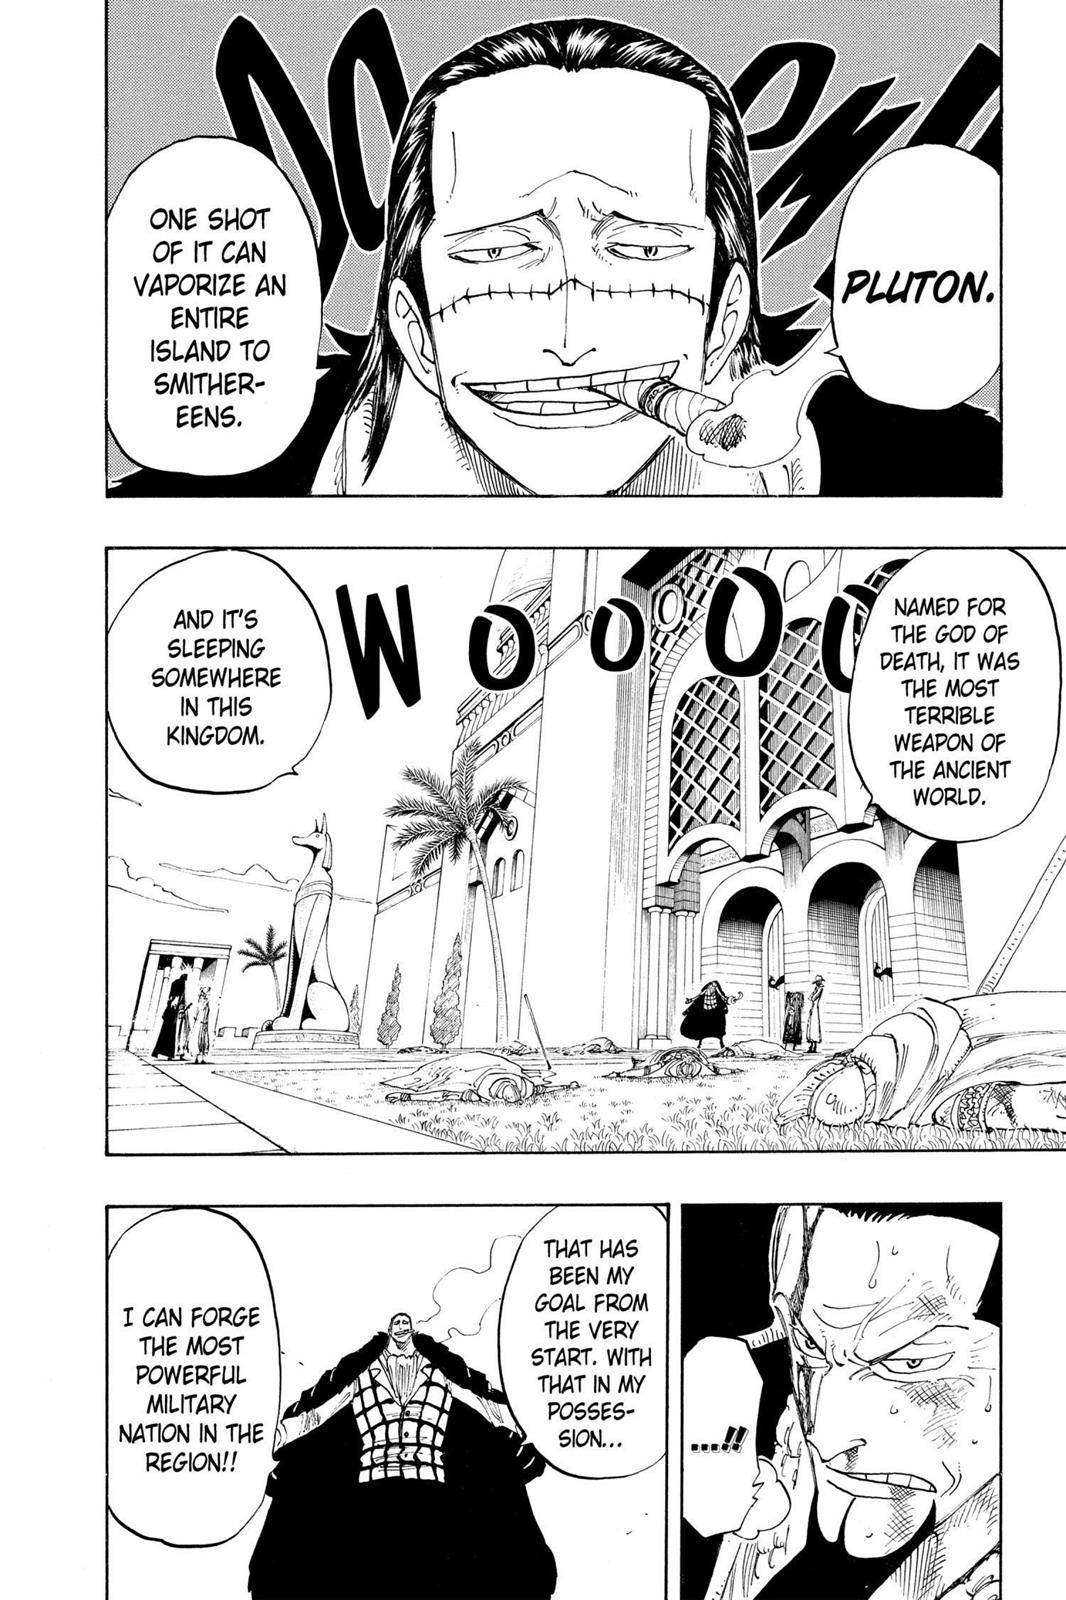 PLUTON.
ONE SHOT
OF IT CAN
VAPORIZE AN
ENTIRE
ISLAND TO
SMITHER-
EENS.
NAMED FOR
THE GOD OF
DEATH, IT WAS
THE MOST
TERRIBLE
WEAPON OF
THE ANCIENT
WORLD.
WOOOO
AND IT'S
SLEEPING
SOMEWHERE
IN THIS
KINGDOM.
....!!
THAT HAS
BEEN MY
GOAL FROM
THE VERY
START. WITH
THAT IN MY
POSSES-
SION...
I CAN FORGE
THE MOST
POWERFUL
MILITARY
NATION IN THE
REGION!!